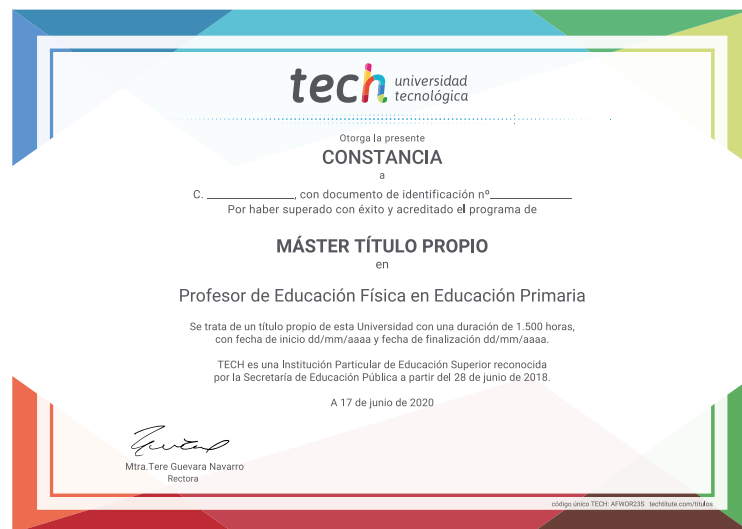 tech universidad
tecnológica
Otorga la presente
CONSTANCIA
a
C. ________________, con documento de identificación nº____________
Por haber superado con éxito y acreditado el programa de
MÁSTER TÍTULO PROPIO
en
Profesor de Educación Física en Educación Primaria
Se trata de un título propio de esta Universidad con una duración de 1.500 horas,
con fecha de inicio dd/mm/aaaa y fecha de finalización dd/mm/aaaa.
TECH es una Institución Particular de Educación Superior reconocida
por la Secretaría de Educación Pública a partir del 28 de junio de 2018.
A 17 de junio de 2020
Mtra.Tere Guevara Navarro
Rectora
código único TECH: AFWOR23S techtitute.com/títulos